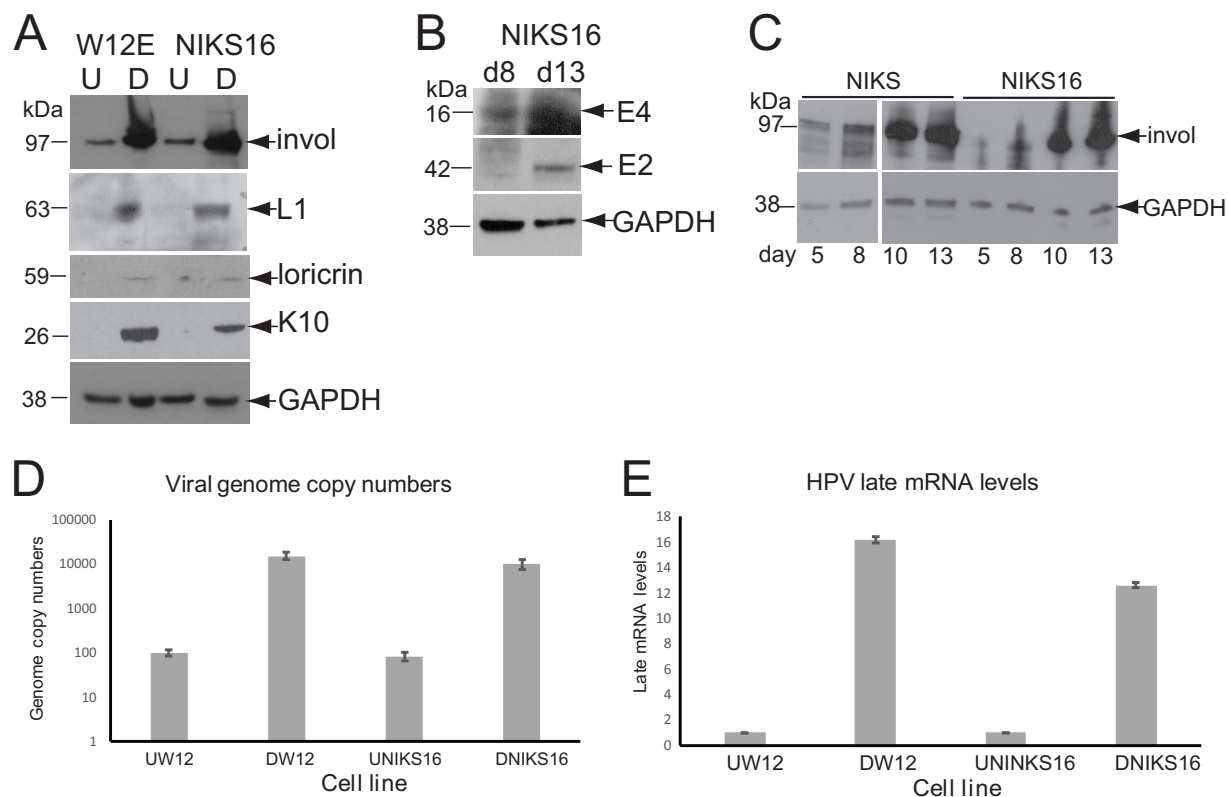 A
W12E NIKS16
U D U D
kDa
97 invol
63 L1
59 loricrin
26 K10
38 GAPDH
B
NIKS16
d8 d13
kDa
16 E4
42 E2
38 GAPDH
C
NIKS NIKS16
kDa
97 invol
38 GAPDH
day 5 8 10 13 5 8 10 13
D
Viral genome copy numbers
Genome copy numbers
100000
10000
1000
100
10
1
UW12 DW12 UNIKS16 DNIKS16
Cell line
E
HPV late mRNA levels
Late mRNA levels
18
16
14
12
10
8
6
4
2
0
UW12 DW12 UNINKS16 DNIKS16
Cell line